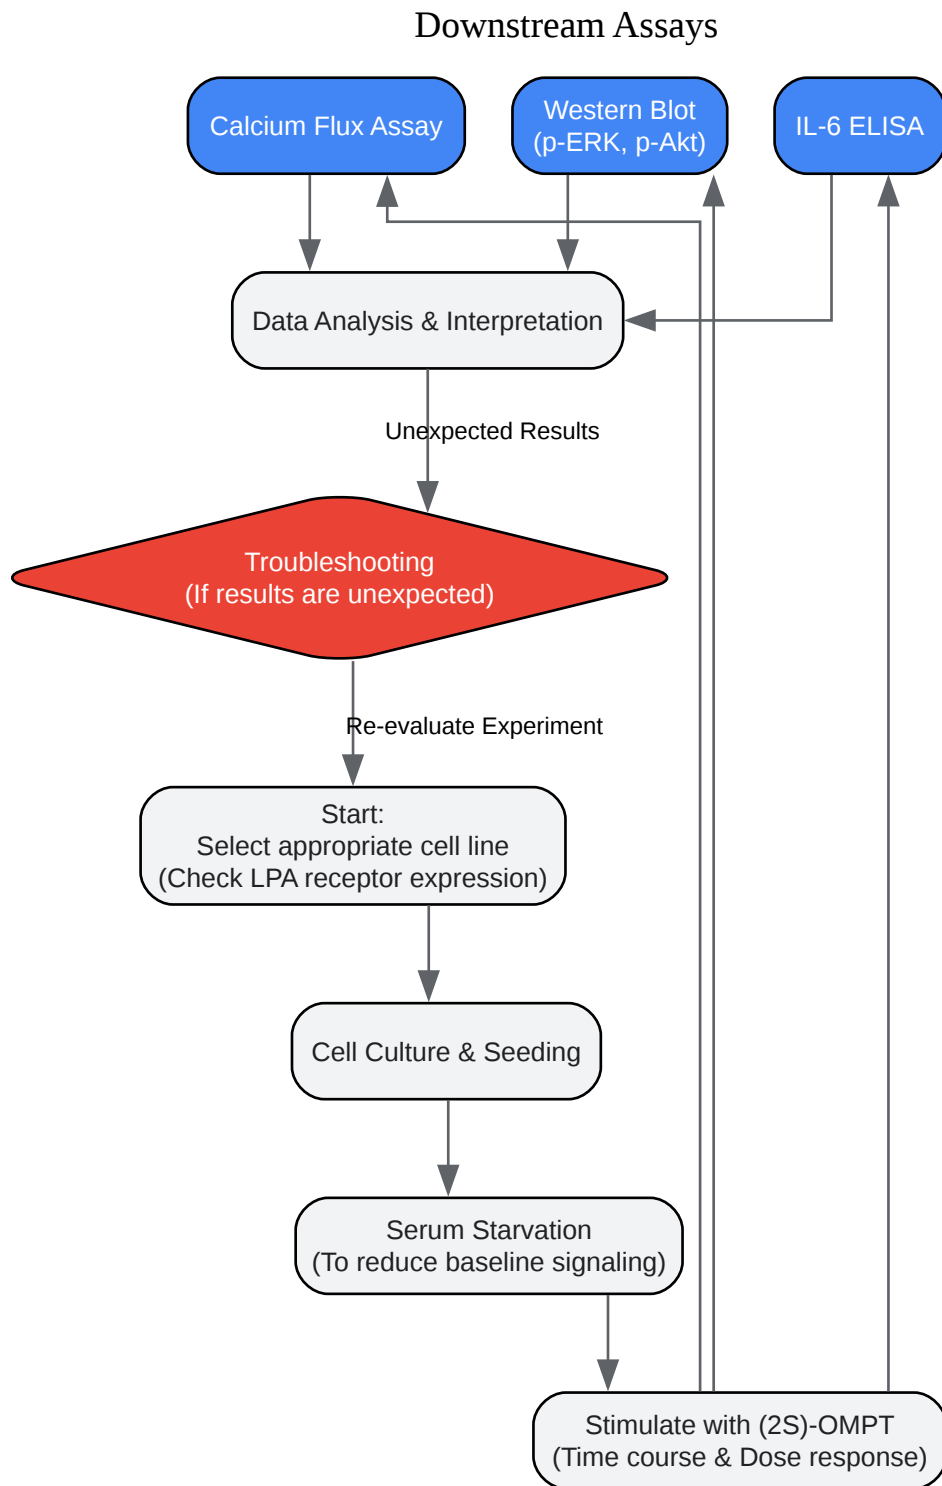 Downstream Assays
Calcium Flux Assay
Western Blot
(p-ERK, p-Akt)
IL-6 ELISA
Data Analysis & Interpretation
Unexpected Results
Troubleshooting
(If results are unexpected)
Re-evaluate Experiment
Start:
Select appropriate cell line
(Check LPA receptor expression)
Cell Culture & Seeding
Serum Starvation
(To reduce baseline signaling)
Stimulate with (2S)-OMPT
(Time course & Dose response)